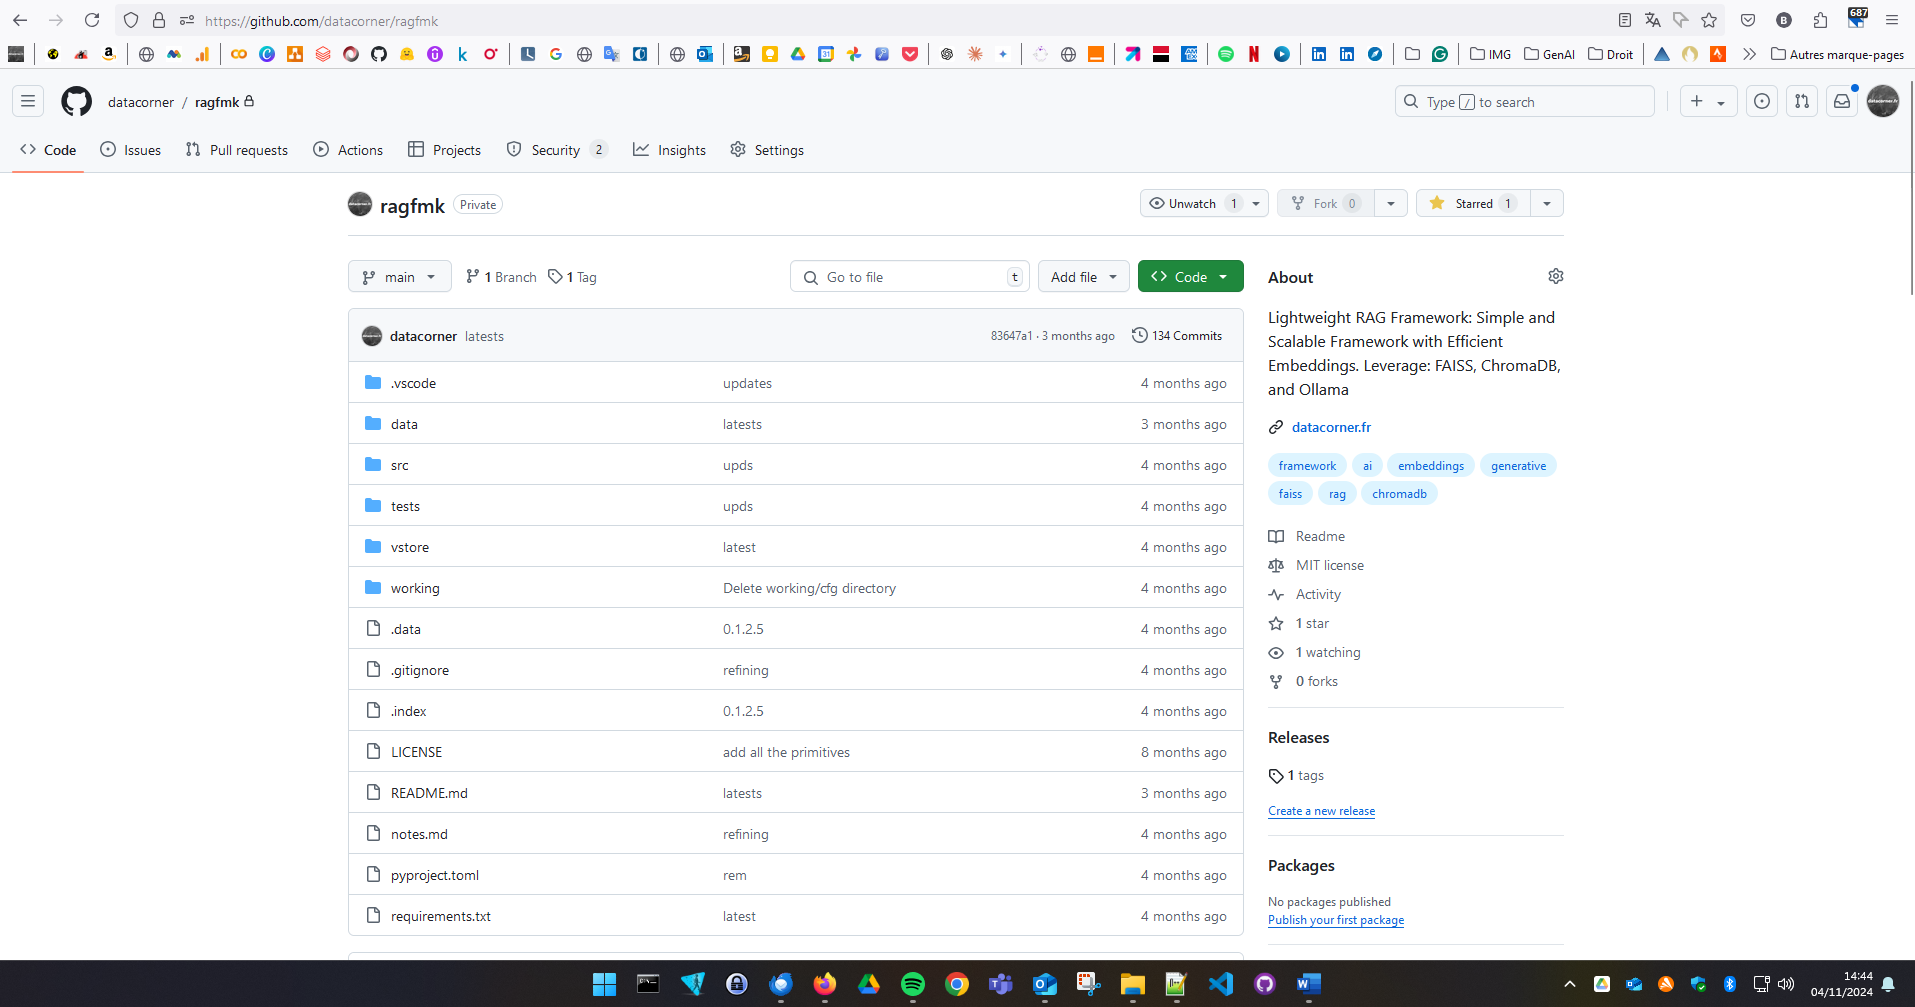 https://github.com/datacorner/ragfmk
687
IMG
GenAI
Droit
Autres marque-pages
datacorner / ragfmk
Type / to search
Code
Issues
Pull requests
Actions
Projects
Security 2
Insights
Settings
ragfmk Private
Unwatch 1
Fork 0
Starred 1
main
1 Branch
1 Tag
Go to file t
Add file
Code
datacorner latests 83647a1 · 3 months ago 134 Commits
.vscode updates 4 months ago
data latests 3 months ago
src upds 4 months ago
tests upds 4 months ago
vstore latest 4 months ago
working Delete working/cfg directory 4 months ago
.data 0.1.2.5 4 months ago
.gitignore refining 4 months ago
.index 0.1.2.5 4 months ago
LICENSE add all the primitives 8 months ago
README.md latests 3 months ago
notes.md refining 4 months ago
pyproject.toml rem 4 months ago
requirements.txt latest 4 months ago
About
Lightweight RAG Framework: Simple and
Scalable Framework with Efficient
Embeddings. Leverage: FAISS, ChromaDB,
and Ollama
datacorner.fr
framework ai embeddings generative
faiss rag chromadb
Readme
MIT license
Activity
1 star
1 watching
0 forks
Releases
1 tags
Create a new release
Packages
No packages published
Publish your first package
14:44
04/11/2024